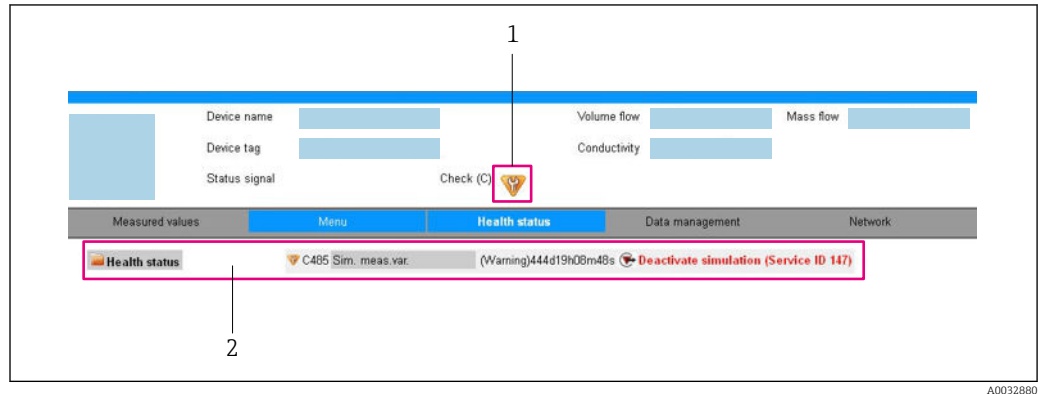 1
Device name Volume flow Mass flow
Device tag Conductivity
Status signal Check (C)
Measured values Menu Health status Data management Network
Health status C485 Sim. meas.var. (Warning)444d19h08m48s Deactivate simulation (Service ID 147)
2
A0032880